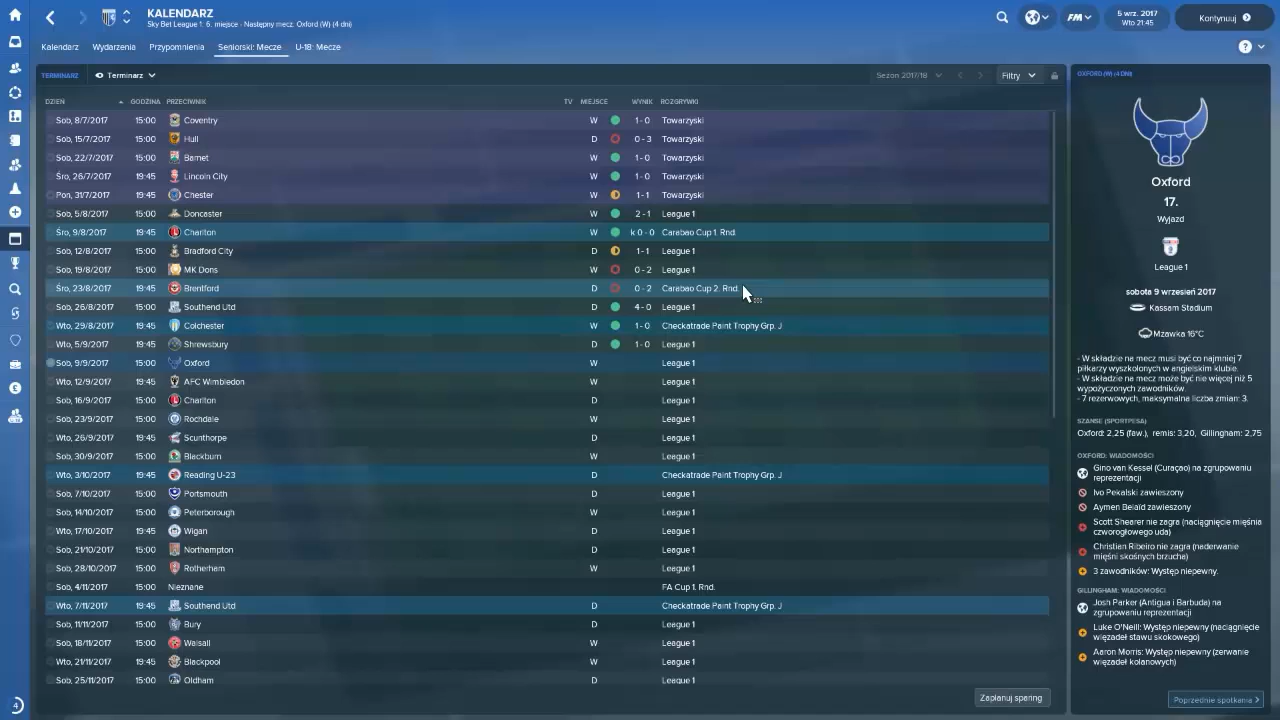 KALENDARZ
Sky Bet League 1: 6. miejsce - Następny mecz: Oxford (W) (4 dni)
FM
5 wrz. 2017
Wto 21:45
Kontynuuj
Kalendarz Wydarzenia Przypomnienia Seniorski: Mecze U-18: Mecze
?
TERMINARZ Terminarz Sezon 2017/18 Filtry
DZIEŃ GODZINA PRZECIWNIK TV MIEJSCE WYNIK ROZGRYWKI
Sob, 8/7/2017 15:00 Coventry W 1 - 0 Towarzyski
Sob, 15/7/2017 15:00 Hull D 0 - 3 Towarzyski
Sob, 22/7/2017 15:00 Barnet W 1 - 0 Towarzyski
Śro, 26/7/2017 19:45 Lincoln City W 1 - 0 Towarzyski
Pon, 31/7/2017 19:45 Chester W 1 - 1 Towarzyski
Sob, 5/8/2017 15:00 Doncaster W 2 - 1 League 1
Śro, 9/8/2017 19:45 Charlton W k 0 - 0 Carabao Cup 1. Rnd.
Sob, 12/8/2017 15:00 Bradford City D 1 - 1 League 1
Sob, 19/8/2017 15:00 MK Dons W 0 - 2 League 1
Śro, 23/8/2017 19:45 Brentford D 0 - 2 Carabao Cup 2. Rnd.
Sob, 26/8/2017 15:00 Southend Utd D 4 - 0 League 1
Wto, 29/8/2017 19:45 Colchester W 1 - 0 Checkatrade Paint Trophy Grp. J
Wto, 5/9/2017 19:45 Shrewsbury D 1 - 0 League 1
Sob, 9/9/2017 15:00 Oxford W League 1
Wto, 12/9/2017 19:45 AFC Wimbledon W League 1
Sob, 16/9/2017 15:00 Charlton D League 1
Sob, 23/9/2017 15:00 Rochdale W League 1
Wto, 26/9/2017 19:45 Scunthorpe D League 1
Sob, 30/9/2017 15:00 Blackburn W League 1
Wto, 3/10/2017 19:45 Reading U-23 D Checkatrade Paint Trophy Grp. J
Sob, 7/10/2017 15:00 Portsmouth D League 1
Sob, 14/10/2017 15:00 Peterborough W League 1
Wto, 17/10/2017 19:45 Wigan D League 1
Sob, 21/10/2017 15:00 Northampton D League 1
Sob, 28/10/2017 15:00 Rotherham W League 1
Sob, 4/11/2017 15:00 Nieznane FA Cup 1. Rnd.
Wto, 7/11/2017 19:45 Southend Utd D Checkatrade Paint Trophy Grp. J
Sob, 11/11/2017 15:00 Bury D League 1
Sob, 18/11/2017 15:00 Walsall W League 1
Wto, 21/11/2017 19:45 Blackpool W League 1
Sob, 25/11/2017 15:00 Oldham D League 1
Zaplanuj sparing
OXFORD (W) (4 DNI)
Oxford
17.
Wyjazd
League 1
sobota 9 wrzesień 2017
Kassam Stadium
Mżawka 16°C
- W składzie na mecz musi być co najmniej 7
piłkarzy wyszkolonych w angielskim klubie.
- W składzie na mecz może być nie więcej niż 5
wypożyczonych zawodników.
- 7 rezerwowych, maksymalna liczba zmian: 3.
SZANSE (SPORTPESA)
Oxford: 2,25 (faw.), remis: 3,20, Gillingham: 2,75
OXFORD: WIADOMOŚCI
Gino van Kessel (Curaçao) na zgrupowaniu
reprezentacji
Ivo Pekalski zawieszony
Aymen Belaïd zawieszony
Scott Shearer nie zagra (naciągnięcie mięśnia
czworogłowego uda)
Christian Ribeiro nie zagra (naderwanie
mięśni skośnych brzucha)
3 zawodników: Występ niepewny.
GILLINGHAM: WIADOMOŚCI
Josh Parker (Antigua i Barbuda) na
zgrupowaniu reprezentacji
Luke O'Neill: Występ niepewny (naciągnięcie
więzadeł stawu skokowego)
Aaron Morris: Występ niepewny (zerwanie
więzadeł kolanowych)
Poprzednie spotkania